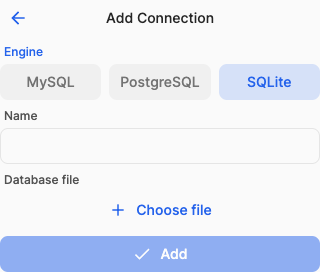 Add Connection
Engine
MySQL PostgreSQL SQLite
Name
Database file
Choose file
Add